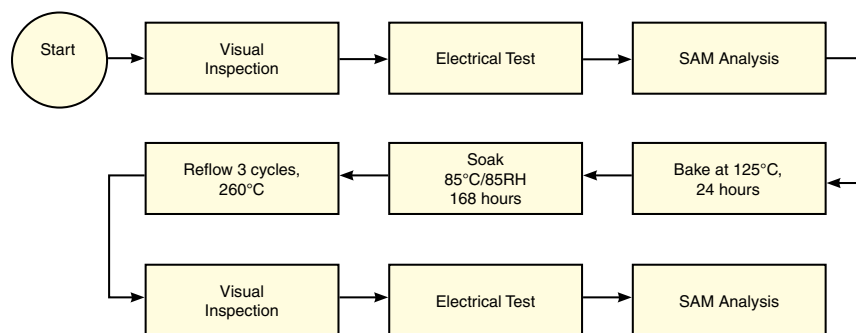 Start
Visual
Inspection
Electrical Test
SAM Analysis
Reflow 3 cycles,
260°C
Soak
85°C/85RH
168 hours
Bake at 125°C,
24 hours
Visual
Inspection
Electrical Test
SAM Analysis